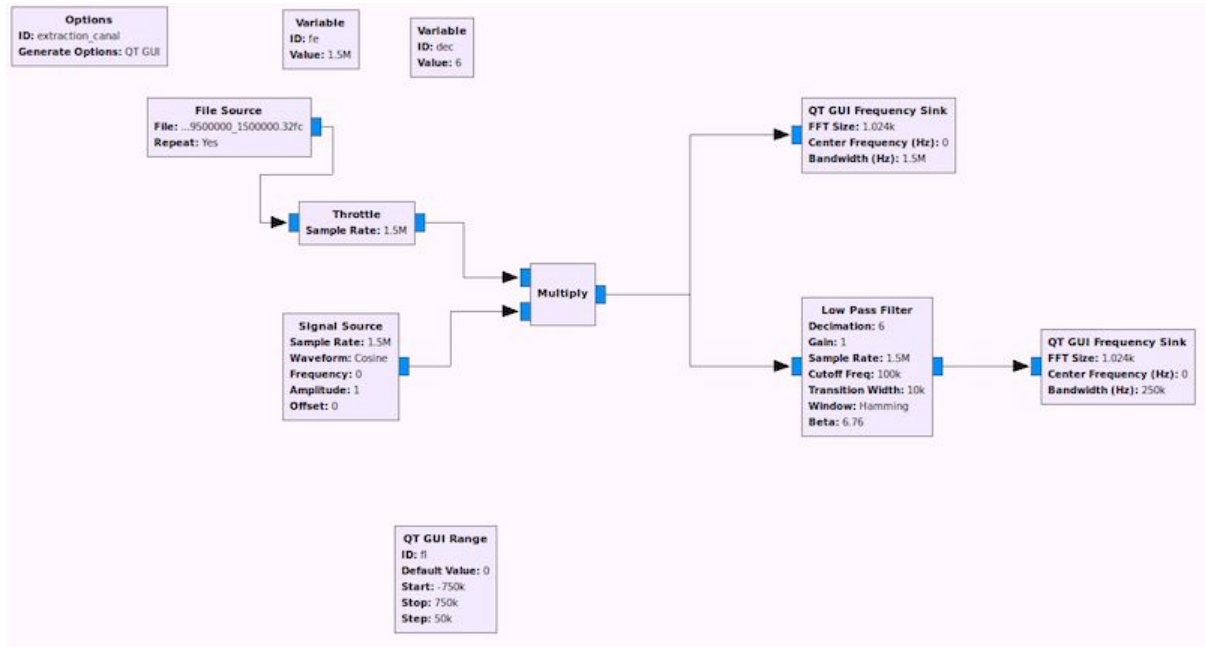 Options
ID: extraction_canal
Generate Options: QT GUI
Variable
ID: fe
Value: 1.5M
Variable
ID: dec
Value: 6
File Source
File: ...9500000_1500000.32fc
Repeat: Yes
QT GUI Frequency Sink
FFT Size: 1.024k
Center Frequency (Hz): 0
Bandwidth (Hz): 1.5M
Throttle
Sample Rate: 1.5M
Multiply
Signal Source
Sample Rate: 1.5M
Waveform: Cosine
Frequency: 0
Amplitude: 1
Offset: 0
Low Pass Filter
Decimation: 6
Gain: 1
Sample Rate: 1.5M
Cutoff Freq: 100k
Transition Width: 10k
Window: Hamming
Beta: 6.76
QT GUI Frequency Sink
FFT Size: 1.024k
Center Frequency (Hz): 0
Bandwidth (Hz): 250k
QT GUI Range
ID: fl
Default Value: 0
Start: -750k
Stop: 750k
Step: 50k